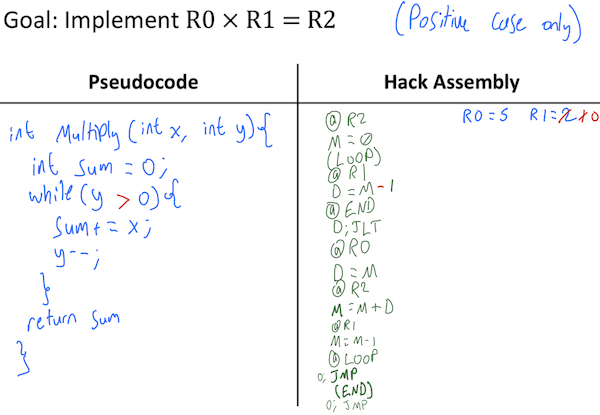 Goal: Implement R0 × R1 = R2
(Positive Case only)
Pseudocode
int Multiply (int x, int y){
int sum = 0;
while (y > 0){
sum += x;
y--;
}
return sum
}
Hack Assembly
R0 = 5 R1 = 2 1 0
@ R2
M = 0
(LOOP)
@ R1
D = M - 1
@ END
D; JLT
@ R0
D = M
@ R2
M = M + D
@ R1
M = M - 1
@ LOOP
0; JMP
(END)
0; JMP